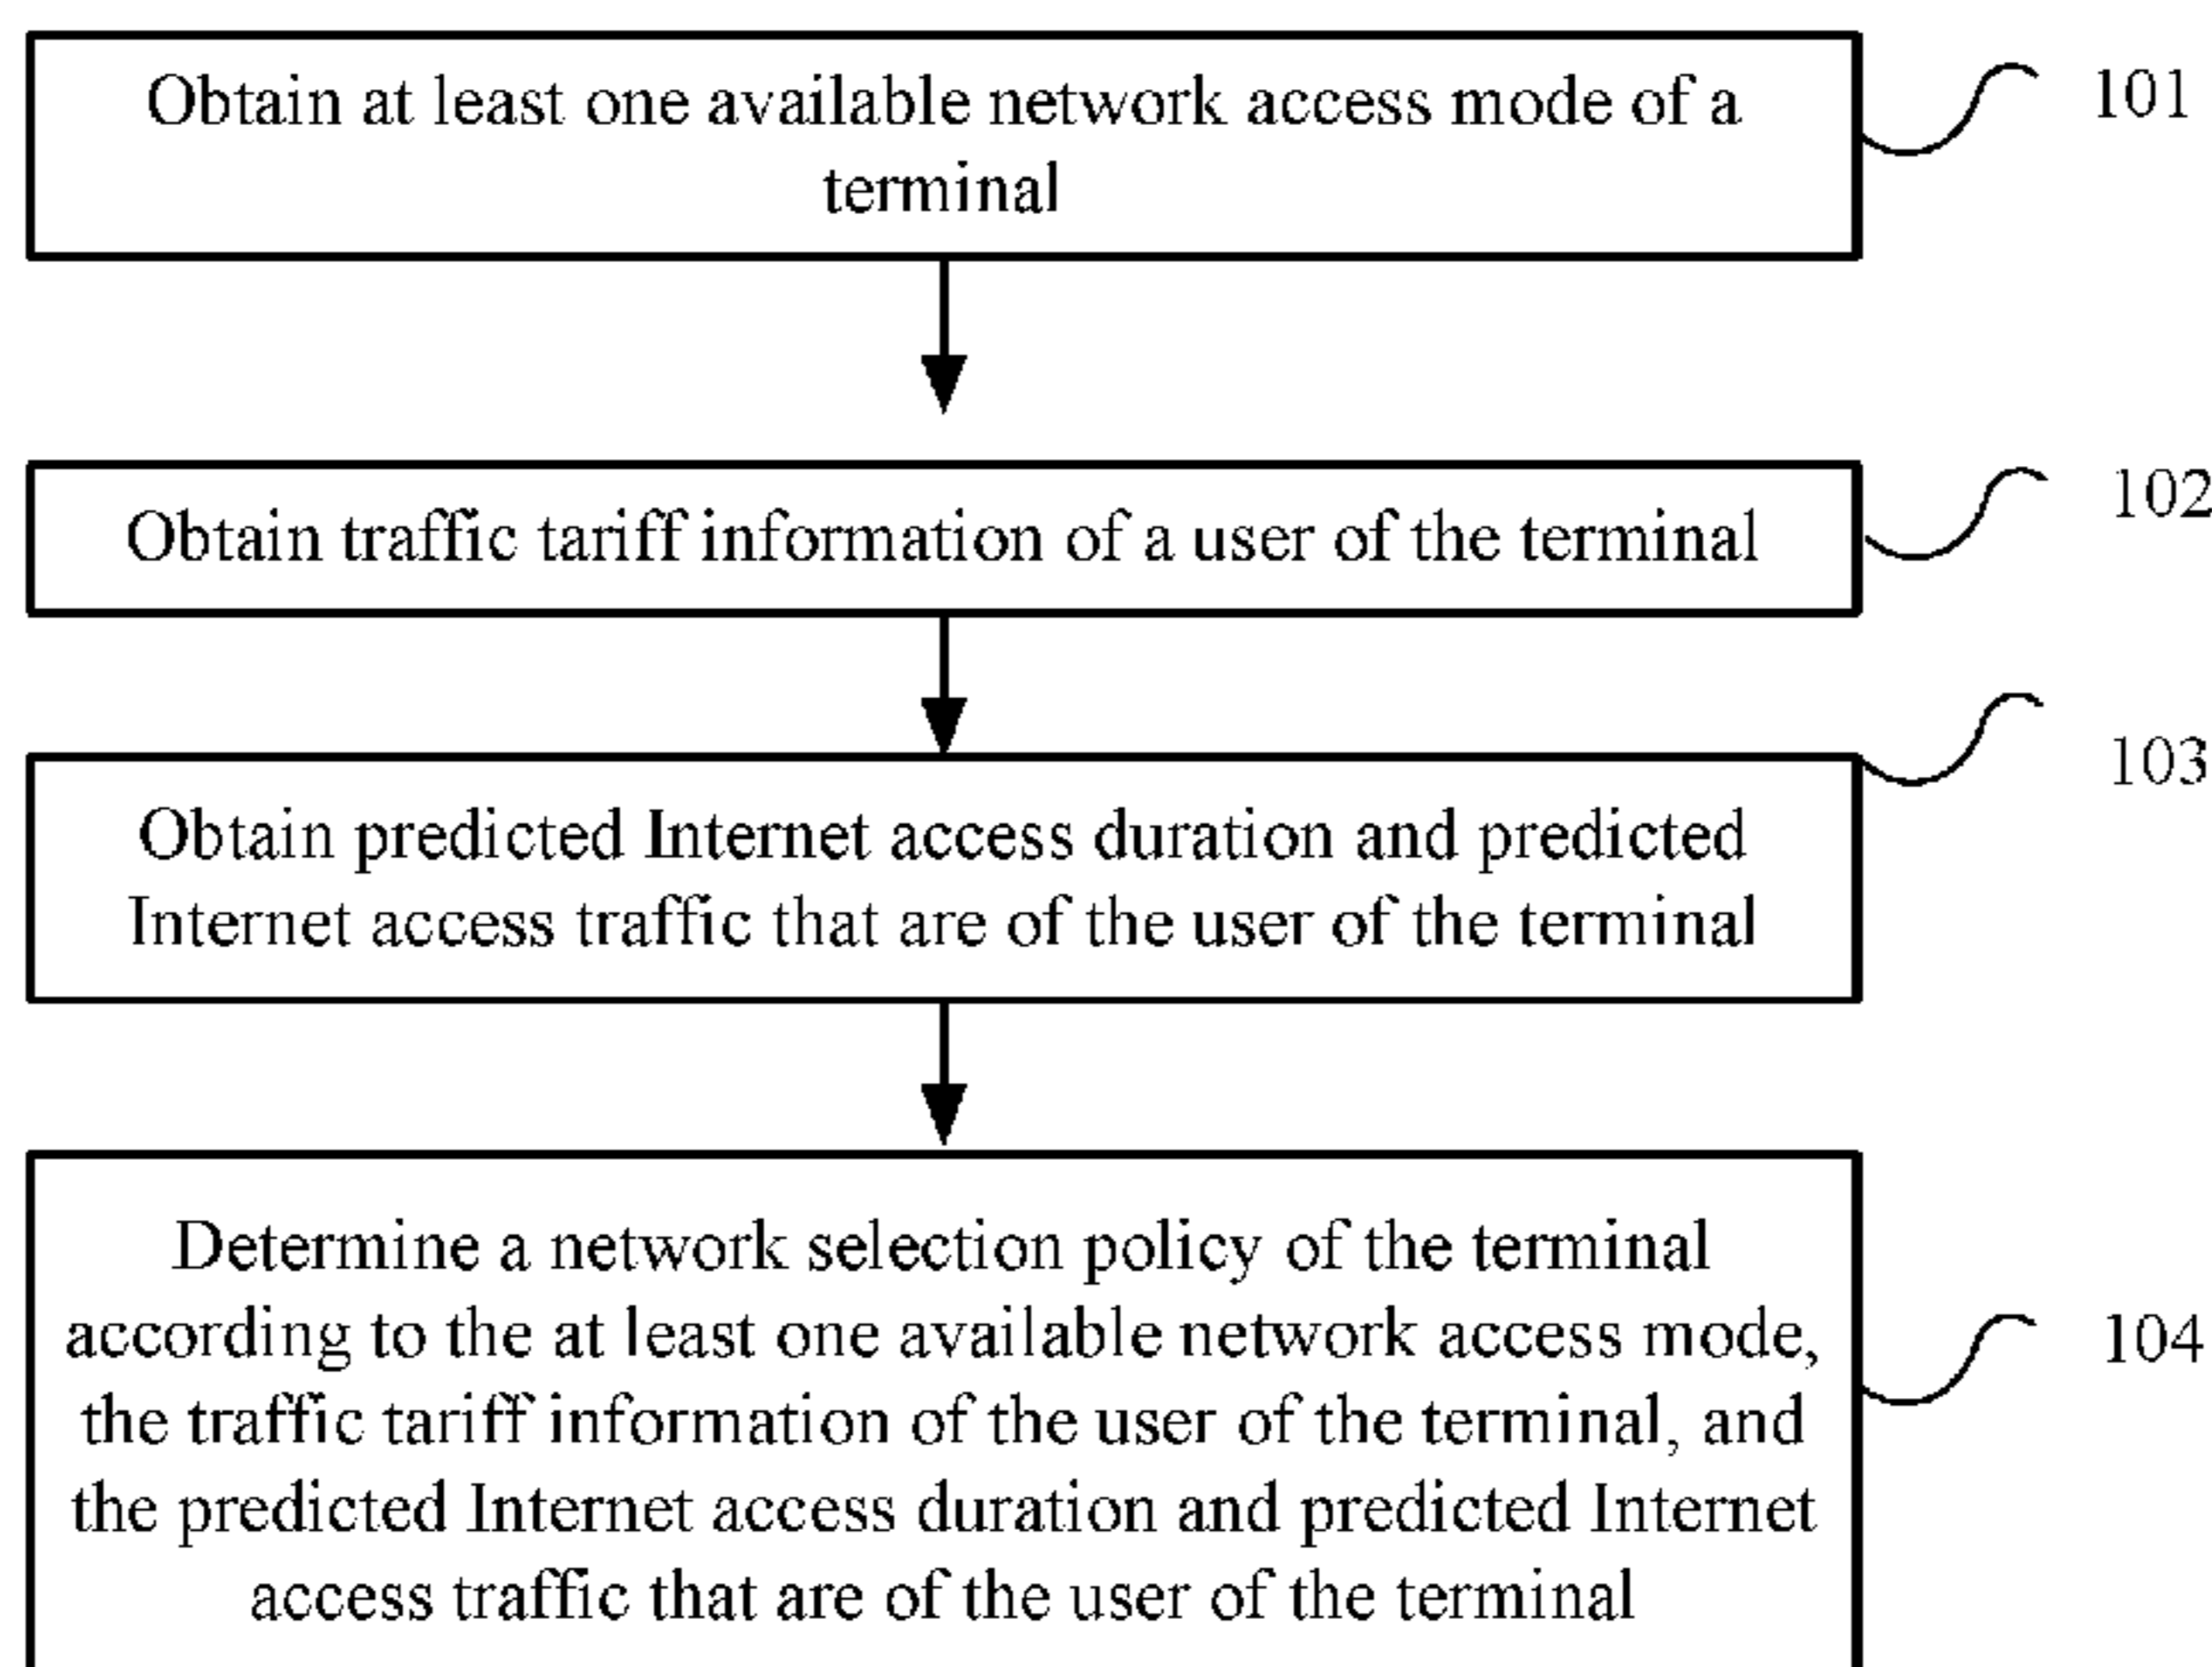 Obtain at least one available network access mode of a
terminal
101
Obtain traffic tariff information of a user of the terminal
102
Obtain predicted Internet access duration and predicted
Internet access traffic that are of the user of the terminal
103
Determine a network selection policy of the terminal
according to the at least one available network access mode,
the traffic tariff information of the user of the terminal, and
the predicted Internet access duration and predicted Internet
access traffic that are of the user of the terminal
104